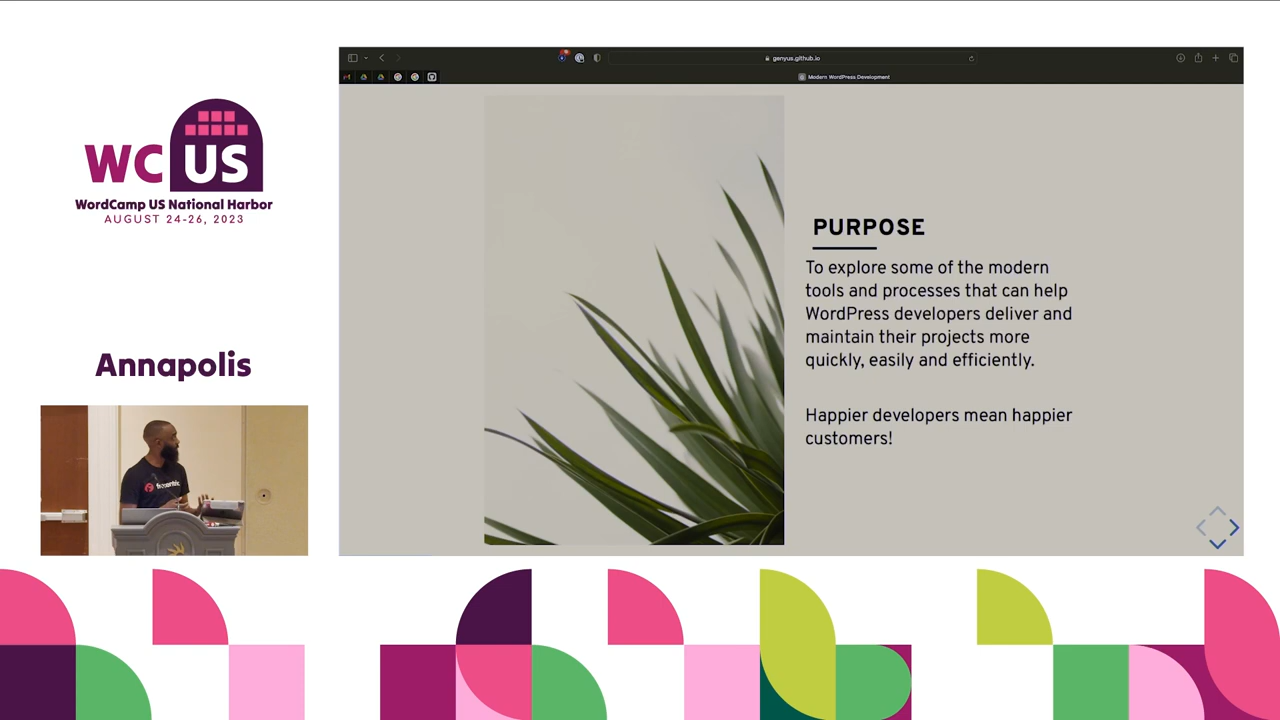 WC US
WordCamp US National Harbor
AUGUST 24-26, 2023
Annapolis
genyus.github.io
Modern WordPress Development
PURPOSE
To explore some of the modern
tools and processes that can help
WordPress developers deliver and
maintain their projects more
quickly, easily and efficiently.
Happier developers mean happier
customers!